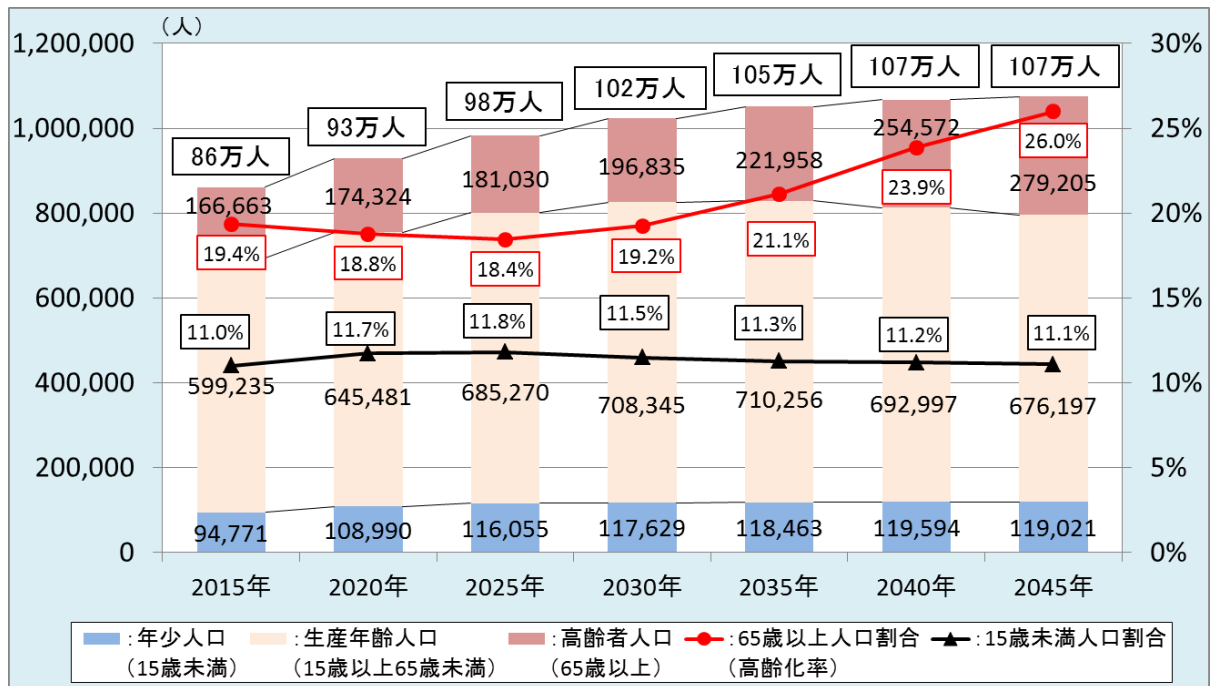 （人）
1,200,000
1,000,000
800,000
600,000
400,000
200,000
0
30%
25%
20%
15%
10%
5%
0%
86万人
93万人
98万人
102万人
105万人
107万人
107万人
166,663
174,324
181,030
196,835
221,958
254,572
279,205
19.4%
18.8%
18.4%
19.2%
21.1%
23.9%
26.0%
11.0%
11.7%
11.8%
11.5%
11.3%
11.2%
11.1%
599,235
645,481
685,270
708,345
710,256
692,997
676,197
94,771
108,990
116,055
117,629
118,463
119,594
119,021
2015年
2020年
2025年
2030年
2035年
2040年
2045年
：年少人口
（15歳未満）
：生産年齢人口
（15歳以上65歳未満）
：高齢者人口
（65歳以上）
：65歳以上人口割合
（高齢化率）
：15歳未満人口割合